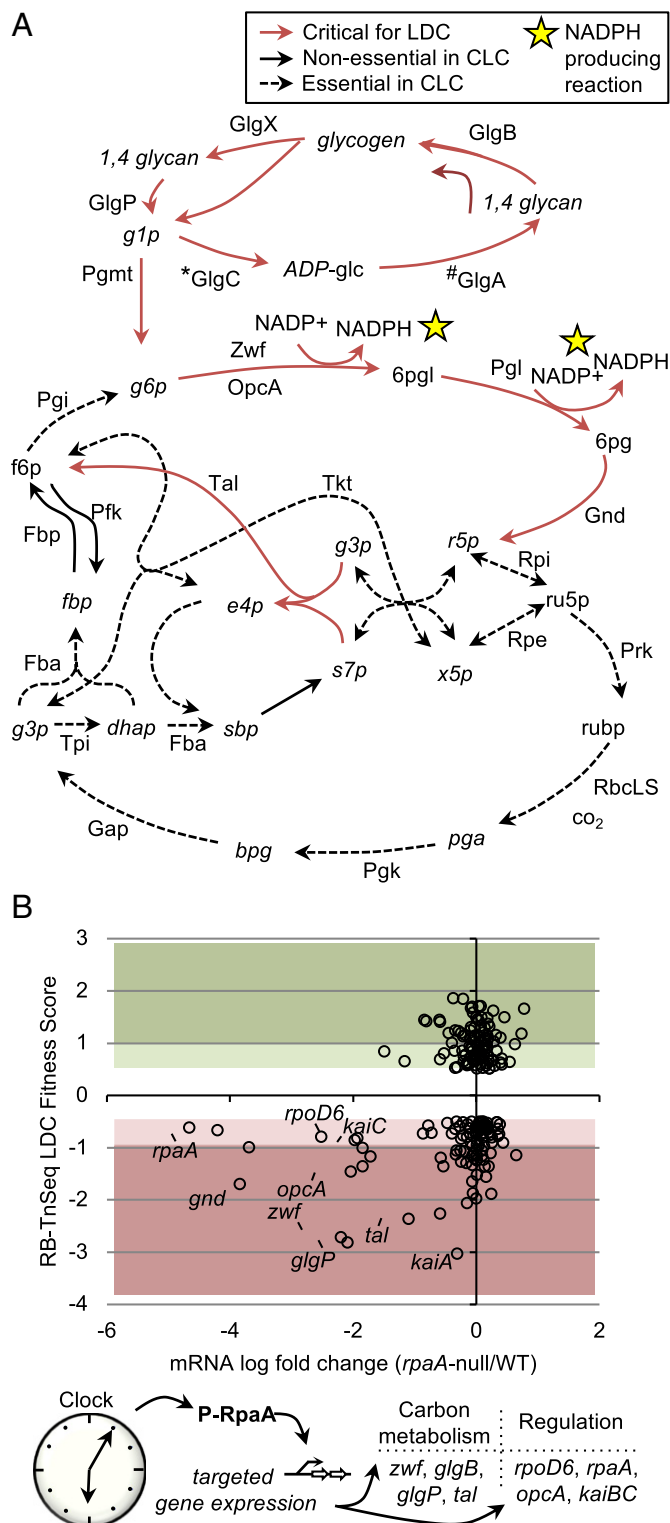 A
Critical for LDC
Non-essential in CLC
Essential in CLC
NADPH
producing
reaction
GlgX
glycogen
GlgB
1,4 glycan
GlgP
1,4 glycan
g1p
Pgmt
*GlgC
ADP-glc
#GlgA
NADP+
NADPH
Zwf
OpcA
g6p
6pgl
Pgl
NADP+
NADPH
Pgi
6pg
f6p
Tal
Tkt
Gnd
Fbp
Pfk
g3p
r5p
Rpi
fbp
e4p
ru5p
Rpe
Prk
Fba
s7p
x5p
g3p
Tpi
dhap
Fba
sbp
rubp
RbcLS
co2
Gap
bpg
Pgk
pga
B
RB-TnSeq LDC Fitness Score
3
2
1
0
-1
-2
-3
-4
rpoD6
kaiC
rpaA
gnd
opcA
zwf
tal
glgP
kaiA
-6
-4
-2
0
2
mRNA log fold change (rpaA-null/WT)
Clock
P-RpaA
targeted
gene expression
Carbon
metabolism
Regulation
zwf, glgB,
glgP, tal
rpoD6, rpaA,
opcA, kaiBC